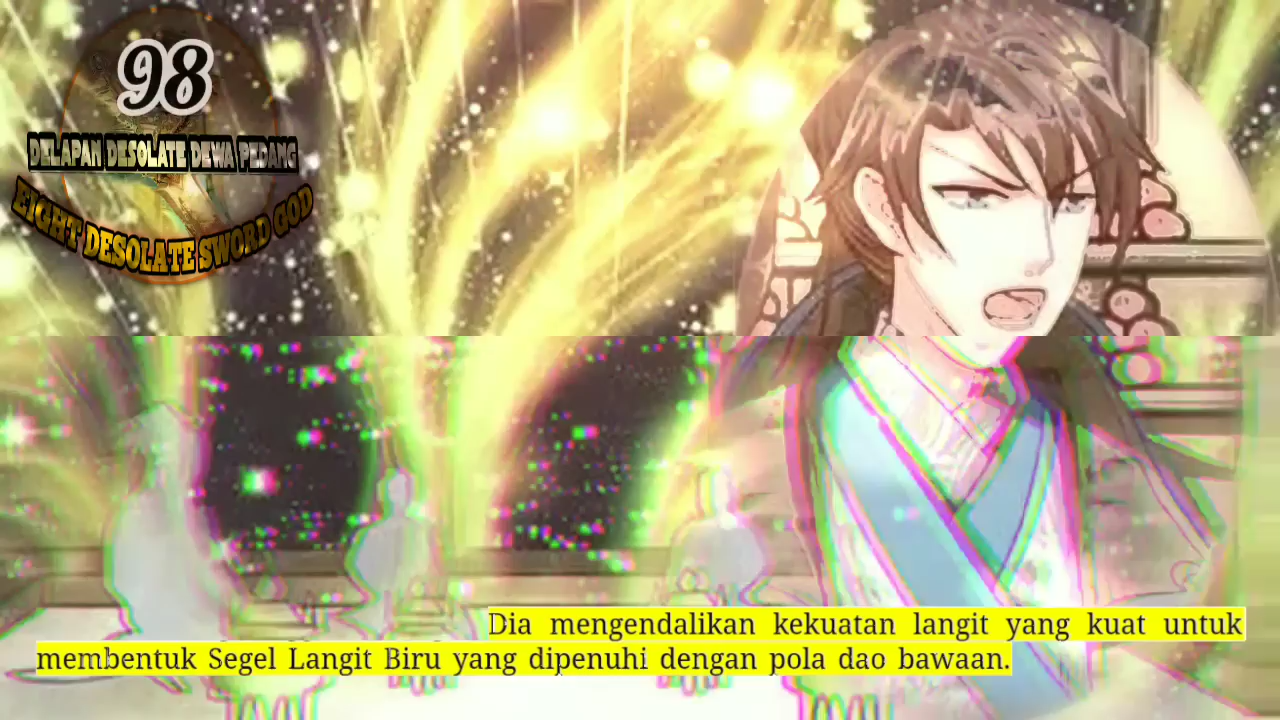 98
DELAPAN DESOLATE DEWA PEDANG
EIGHT DESOLATE SWORD GOD
Dia mengendalikan kekuatan langit yang kuat untuk
membentuk Segel Langit Biru yang dipenuhi dengan pola dao bawaan.